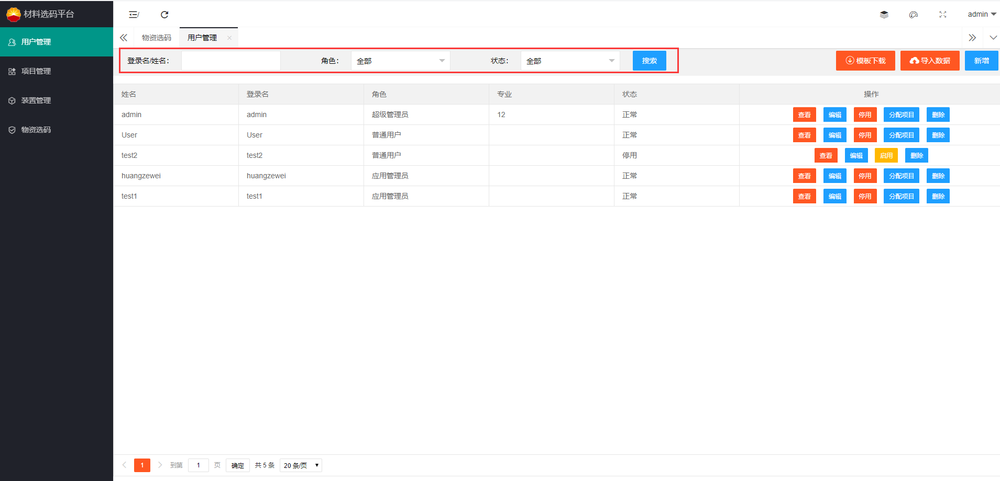 材料选码平台
admin
用户管理
项目管理
装置管理
物资选码
物资选码 用户管理
登录名/姓名： 角色： 全部 状态： 全部 搜索 模板下载 导入数据 新增
姓名 登录名 角色 专业 状态 操作
admin admin 超级管理员 12 正常 查看 编辑 停用 分配项目 删除
User User 普通用户 正常 查看 编辑 停用 分配项目 删除
test2 test2 普通用户 停用 查看 编辑 启用 删除
huangzewei huangzewei 应用管理员 正常 查看 编辑 停用 分配项目 删除
test1 test1 应用管理员 正常 查看 编辑 停用 分配项目 删除
1 到第 1 页 确定 共 5 条 20 条/页